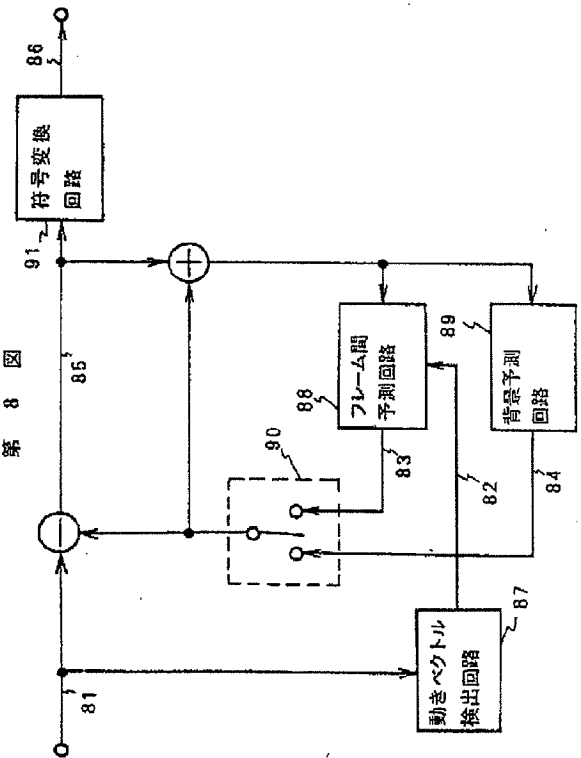 第 8 図
81
85
91
符号変換
回路
86
90
88
フレーム間
予測回路
83
89
背景予測
回路
84
82
動きベクトル
検出回路
87